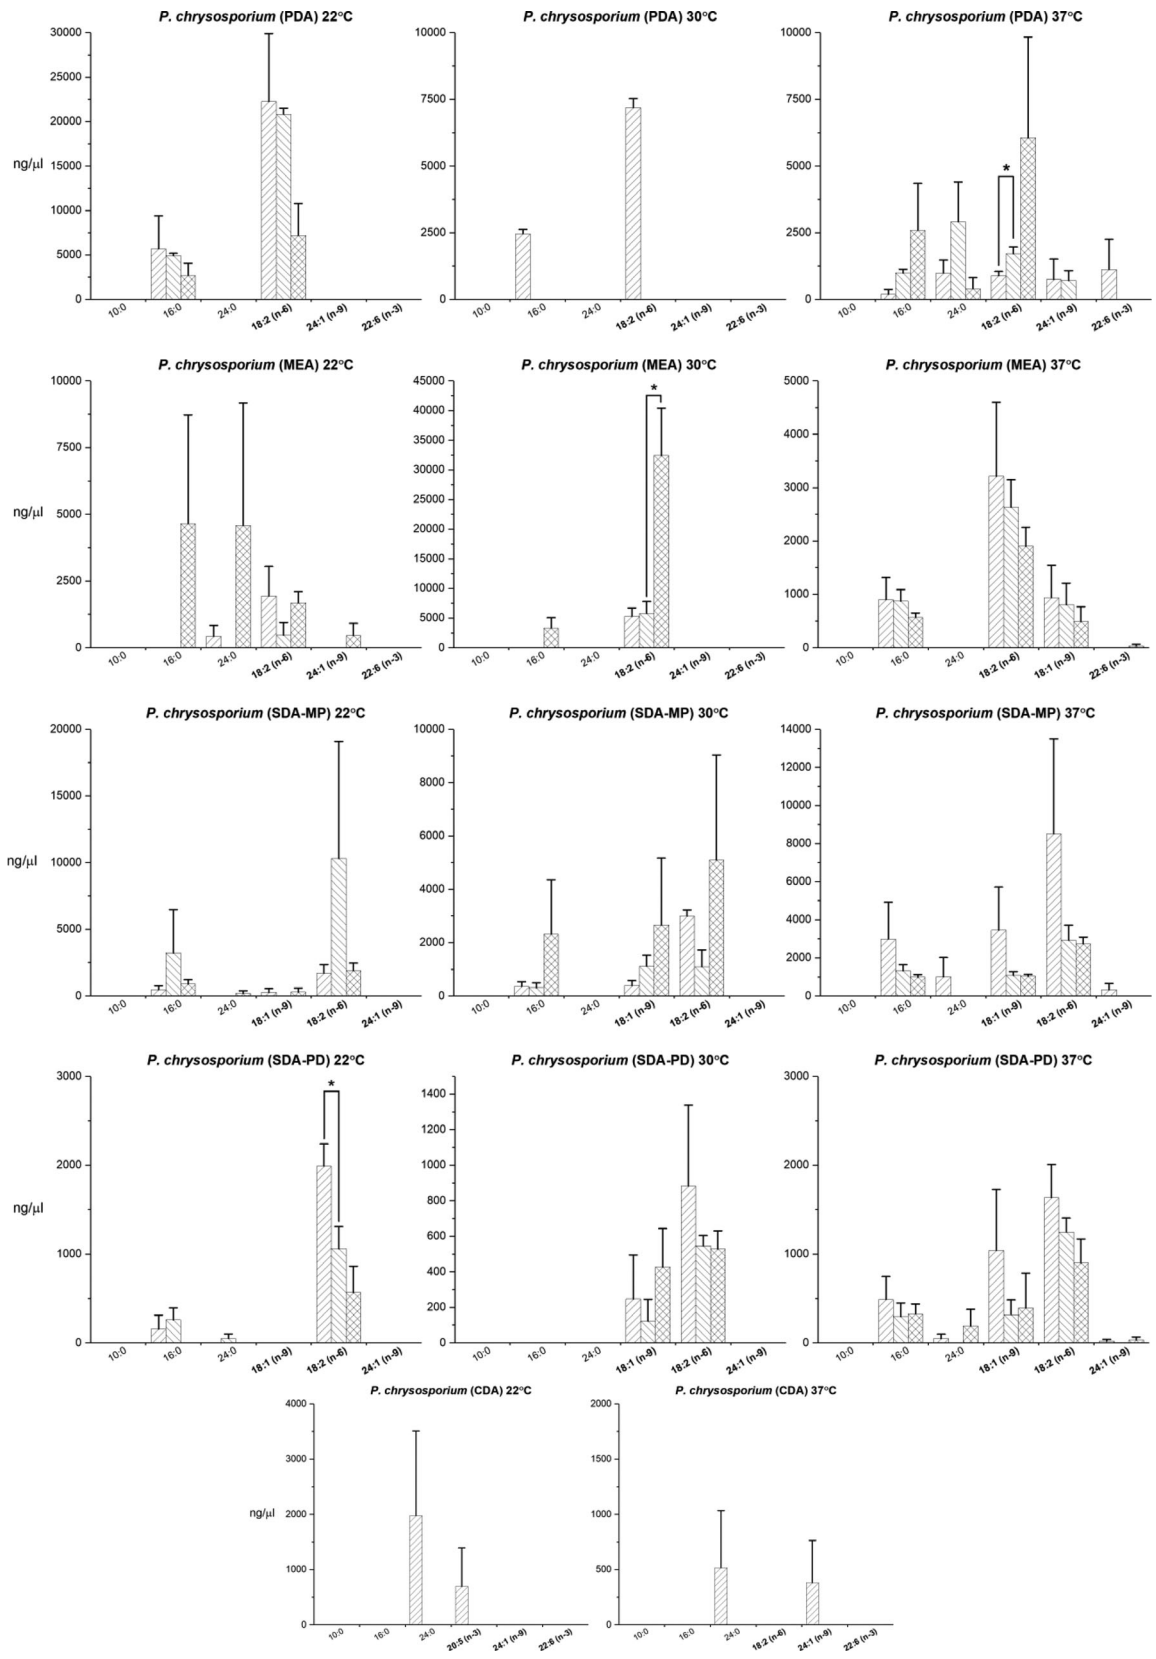 P. chrysosporium (PDA) 22°C
30000
25000
20000
15000
10000
5000
0
ng/μl
10:0 16:0 24:0 18:2 (n-6) 24:1 (n-9) 22:6 (n-3)
P. chrysosporium (PDA) 30°C
10000
7500
5000
2500
0
10:0 16:0 24:0 18:2 (n-6) 24:1 (n-9) 22:6 (n-3)
P. chrysosporium (PDA) 37°C
10000
7500
5000
2500
0
*
10:0 16:0 24:0 18:2 (n-6) 24:1 (n-9) 22:6 (n-3)
P. chrysosporium (MEA) 22°C
10000
7500
5000
2500
0
ng/μl
10:0 16:0 24:0 18:2 (n-6) 24:1 (n-9) 22:6 (n-3)
P. chrysosporium (MEA) 30°C
45000
40000
35000
30000
25000
20000
15000
10000
5000
0
*
10:0 16:0 24:0 18:2 (n-6) 24:1 (n-9) 22:6 (n-3)
P. chrysosporium (MEA) 37°C
5000
4000
3000
2000
1000
0
10:0 16:0 24:0 18:2 (n-6) 18:1 (n-9) 22:6 (n-3)
P. chrysosporium (SDA-MP) 22°C
20000
15000
10000
5000
0
ng/μl
10:0 16:0 24:0 18:1 (n-9) 18:2 (n-6) 24:1 (n-9)
P. chrysosporium (SDA-MP) 30°C
10000
8000
6000
4000
2000
0
10:0 16:0 24:0 18:1 (n-9) 18:2 (n-6) 24:1 (n-9)
P. chrysosporium (SDA-MP) 37°C
14000
12000
10000
8000
6000
4000
2000
0
10:0 16:0 24:0 18:1 (n-9) 18:2 (n-6) 24:1 (n-9)
P. chrysosporium (SDA-PD) 22°C
3000
2000
1000
0
ng/μl
*
10:0 16:0 24:0 18:1 (n-9) 18:2 (n-6) 24:1 (n-9)
P. chrysosporium (SDA-PD) 30°C
1400
1200
1000
800
600
400
200
0
10:0 16:0 24:0 18:1 (n-9) 18:2 (n-6) 24:1 (n-9)
P. chrysosporium (SDA-PD) 37°C
3000
2000
1000
0
10:0 16:0 24:0 18:1 (n-9) 18:2 (n-6) 24:1 (n-9)
P. chrysosporium (CDA) 22°C
4000
3000
2000
1000
0
ng/μl
10:0 16:0 24:0 20:5 (n-3) 24:1 (n-9) 22:6 (n-3)
P. chrysosporium (CDA) 37°C
2000
1500
1000
500
0
10:0 16:0 24:0 18:2 (n-6) 24:1 (n-9) 22:6 (n-3)